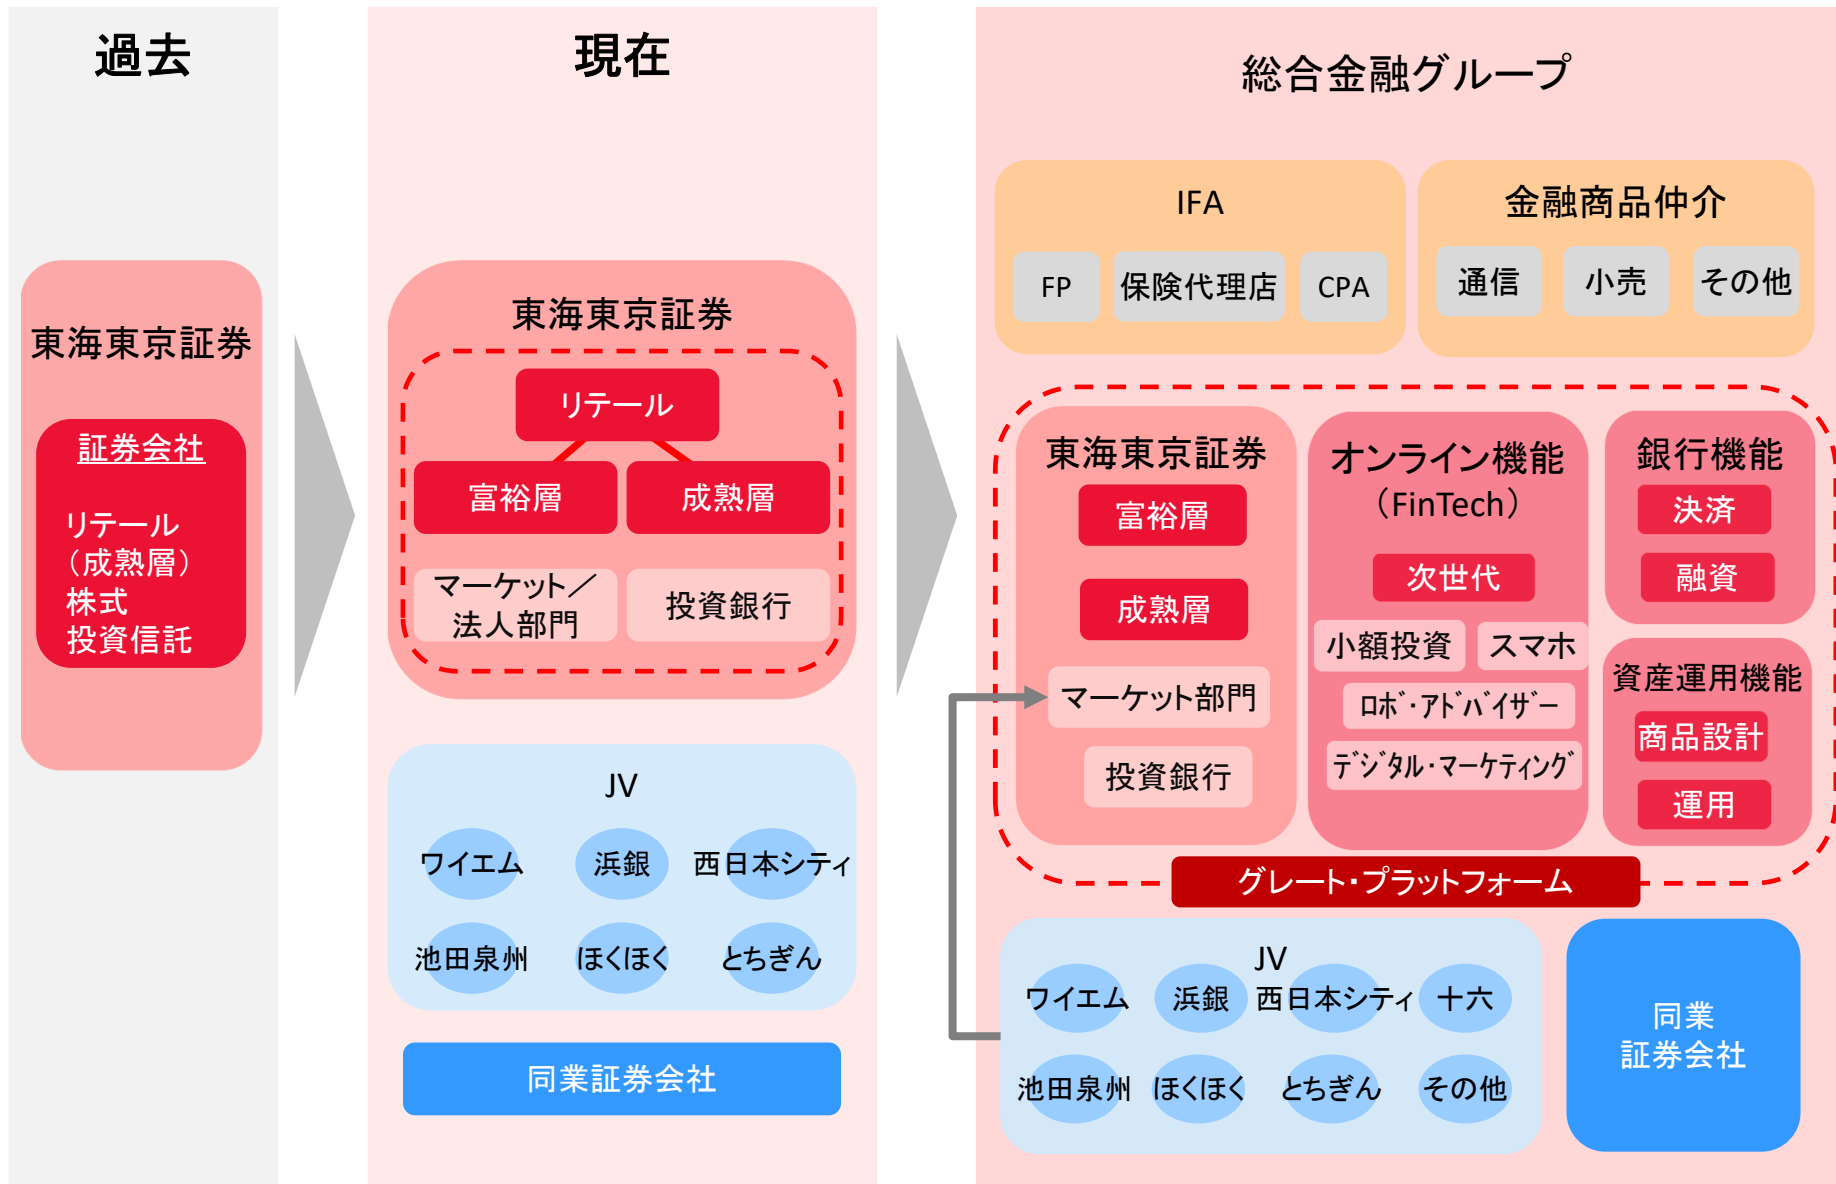 過去
東海東京証券
証券会社
リテール
（成熟層）
株式
投資信託
現在
東海東京証券
リテール
富裕層
成熟層
マーケット／
法人部門
投資銀行
JV
ワイエム
浜銀
西日本シティ
池田泉州
ほくほく
とちぎん
同業証券会社
総合金融グループ
IFA
FP
保険代理店
CPA
金融商品仲介
通信
小売
その他
東海東京証券
富裕層
成熟層
マーケット部門
投資銀行
オンライン機能
（FinTech）
次世代
小額投資
スマホ
ﾛﾎﾞ･ｱﾄﾞﾊﾞｲｻﾞｰ
ﾃﾞｼﾞﾀﾙ･ﾏｰｹﾃｨﾝｸﾞ
銀行機能
決済
融資
資産運用機能
商品設計
運用
グレート・プラットフォーム
JV
ワイエム
浜銀
西日本シティ
十六
池田泉州
ほくほく
とちぎん
その他
同業
証券会社